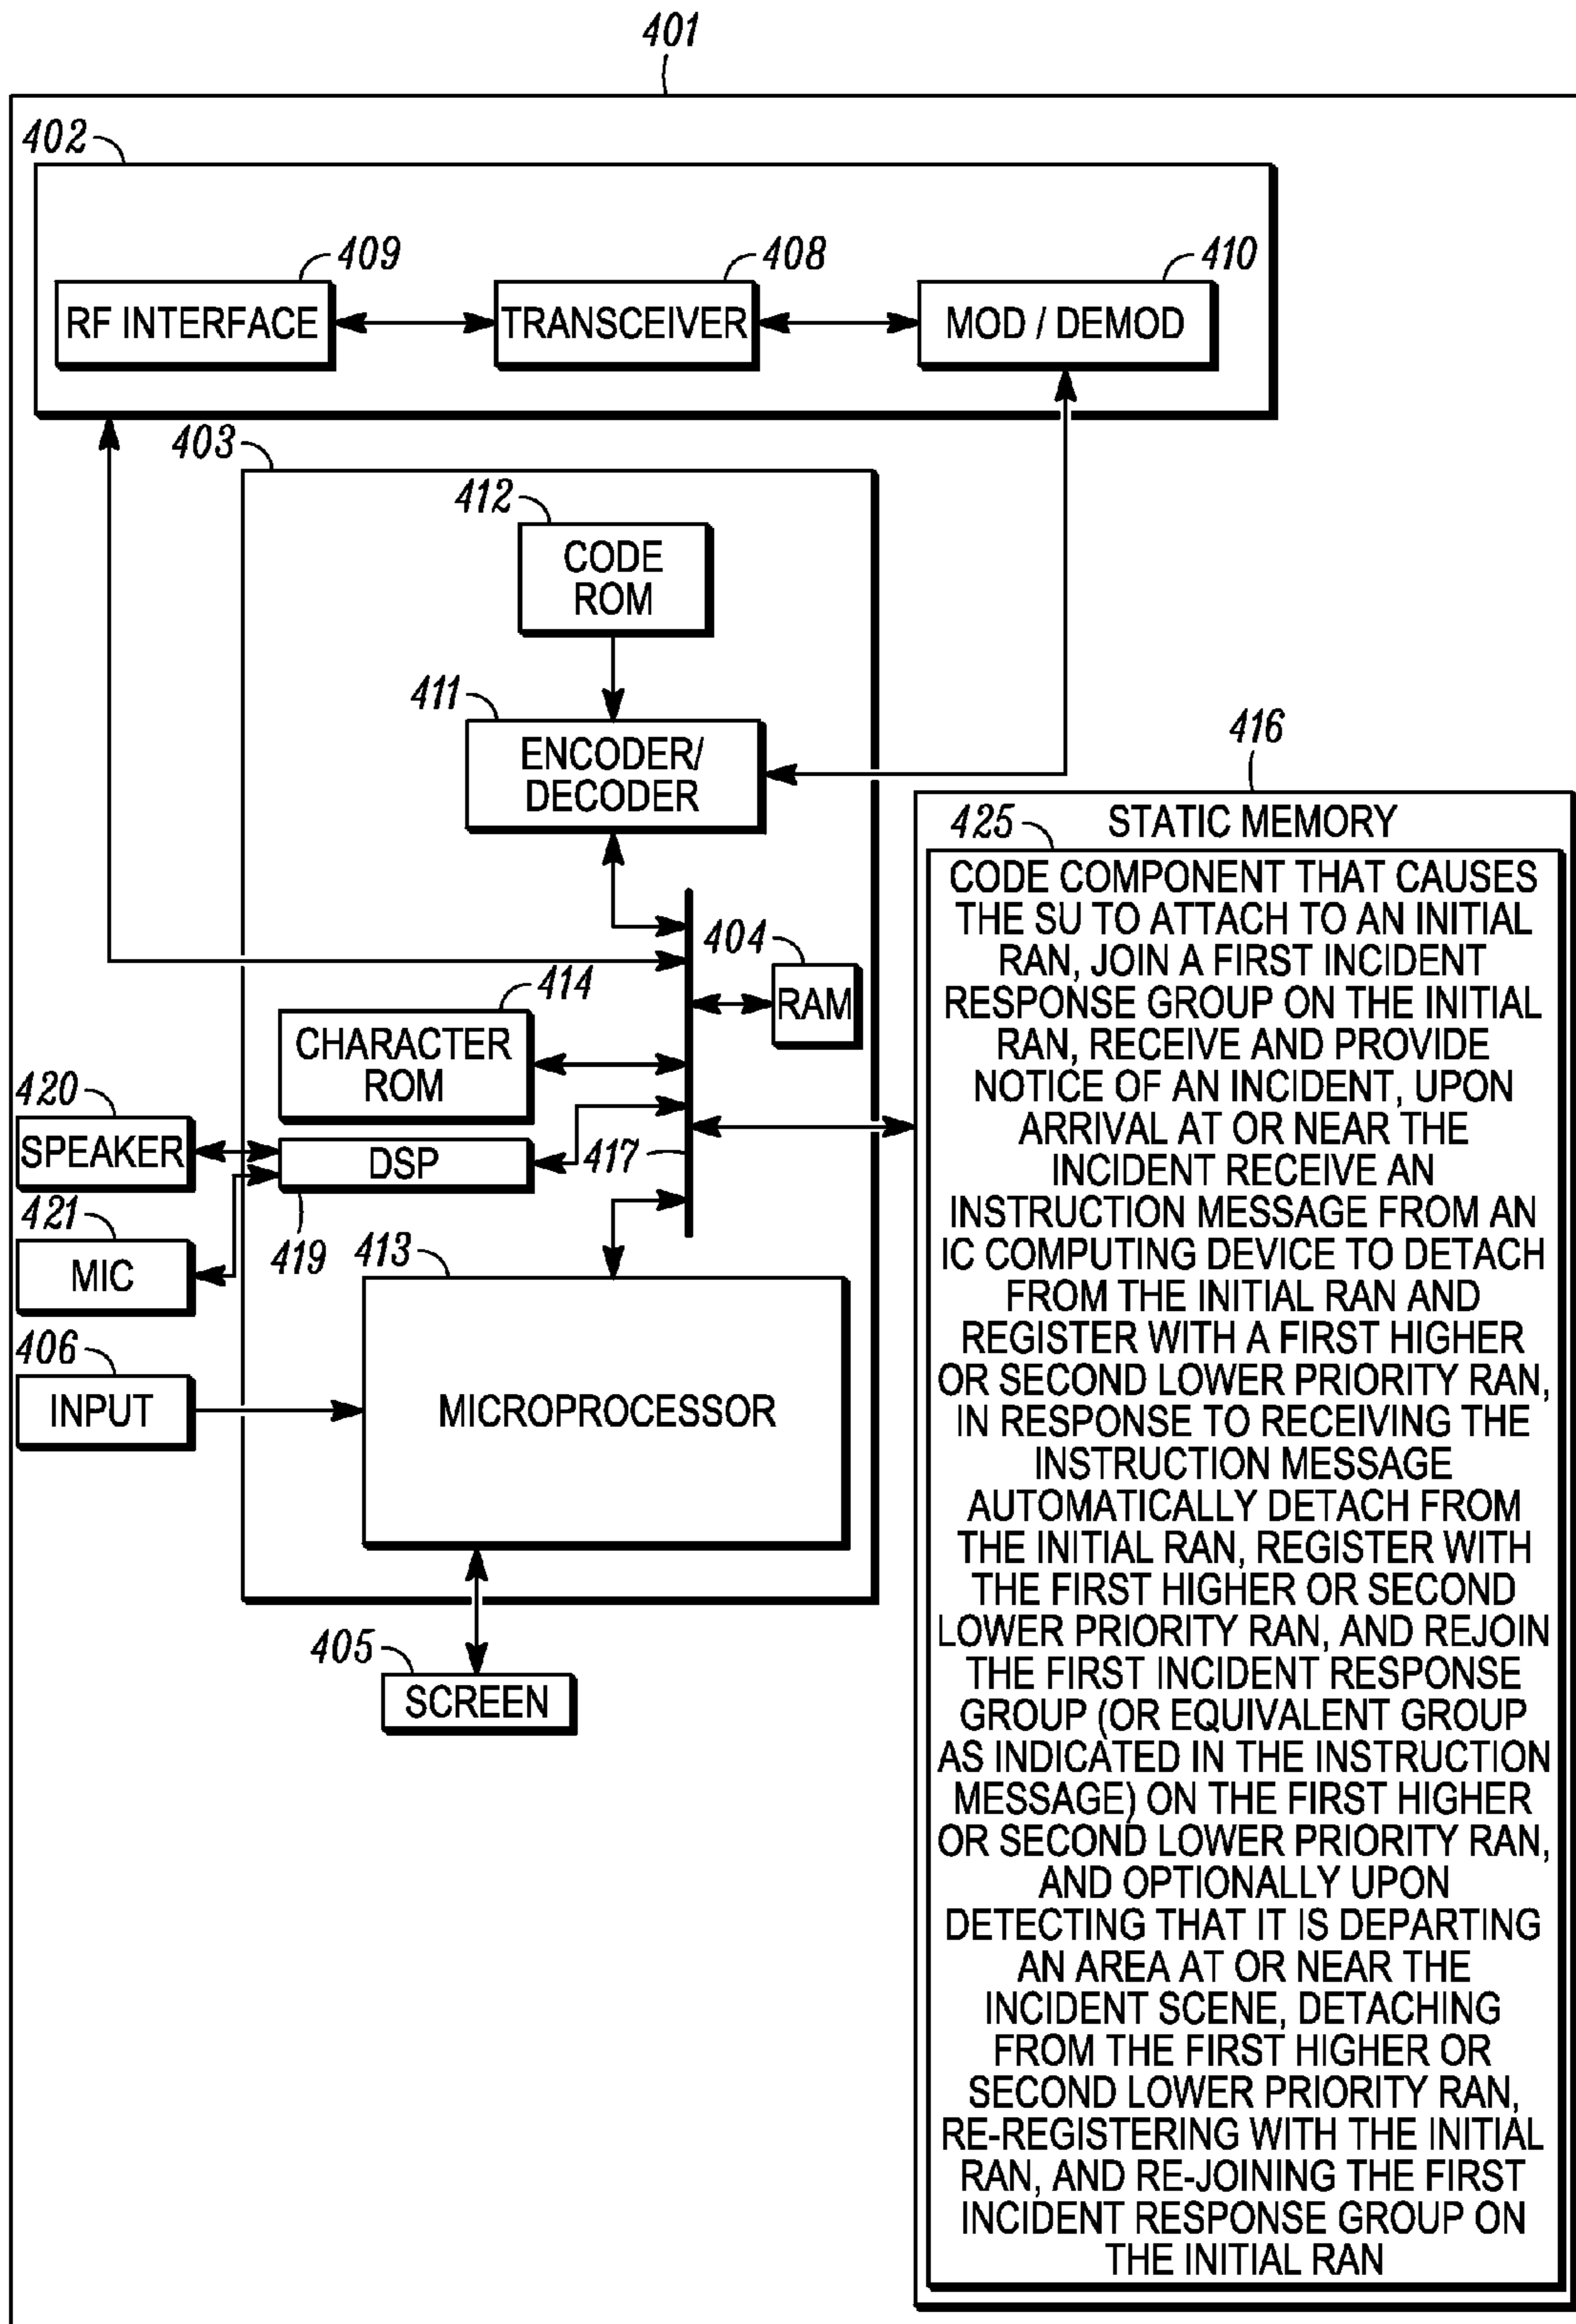 401
402
409
408
410
RF INTERFACE
TRANSCEIVER
MOD / DEMOD
403
412
CODE
ROM
411
ENCODER/
DECODER
416
STATIC MEMORY
425
CODE COMPONENT THAT CAUSES
THE SU TO ATTACH TO AN INITIAL
RAN, JOIN A FIRST INCIDENT
RESPONSE GROUP ON THE INITIAL
RAN, RECEIVE AND PROVIDE
NOTICE OF AN INCIDENT, UPON
ARRIVAL AT OR NEAR THE
INCIDENT RECEIVE AN
INSTRUCTION MESSAGE FROM AN
IC COMPUTING DEVICE TO DETACH
FROM THE INITIAL RAN AND
REGISTER WITH A FIRST HIGHER
OR SECOND LOWER PRIORITY RAN,
IN RESPONSE TO RECEIVING THE
INSTRUCTION MESSAGE
AUTOMATICALLY DETACH FROM
THE INITIAL RAN, REGISTER WITH
THE FIRST HIGHER OR SECOND
LOWER PRIORITY RAN, AND REJOIN
THE FIRST INCIDENT RESPONSE
GROUP (OR EQUIVALENT GROUP
AS INDICATED IN THE INSTRUCTION
MESSAGE) ON THE FIRST HIGHER
OR SECOND LOWER PRIORITY RAN,
AND OPTIONALLY UPON
DETECTING THAT IT IS DEPARTING
AN AREA AT OR NEAR THE
INCIDENT SCENE, DETACHING
FROM THE FIRST HIGHER OR
SECOND LOWER PRIORITY RAN,
RE-REGISTERING WITH THE INITIAL
RAN, AND RE-JOINING THE FIRST
INCIDENT RESPONSE GROUP ON
THE INITIAL RAN
404
RAM
414
CHARACTER
ROM
420
SPEAKER
DSP
417
421
MIC
419
413
MICROPROCESSOR
406
INPUT
405
SCREEN